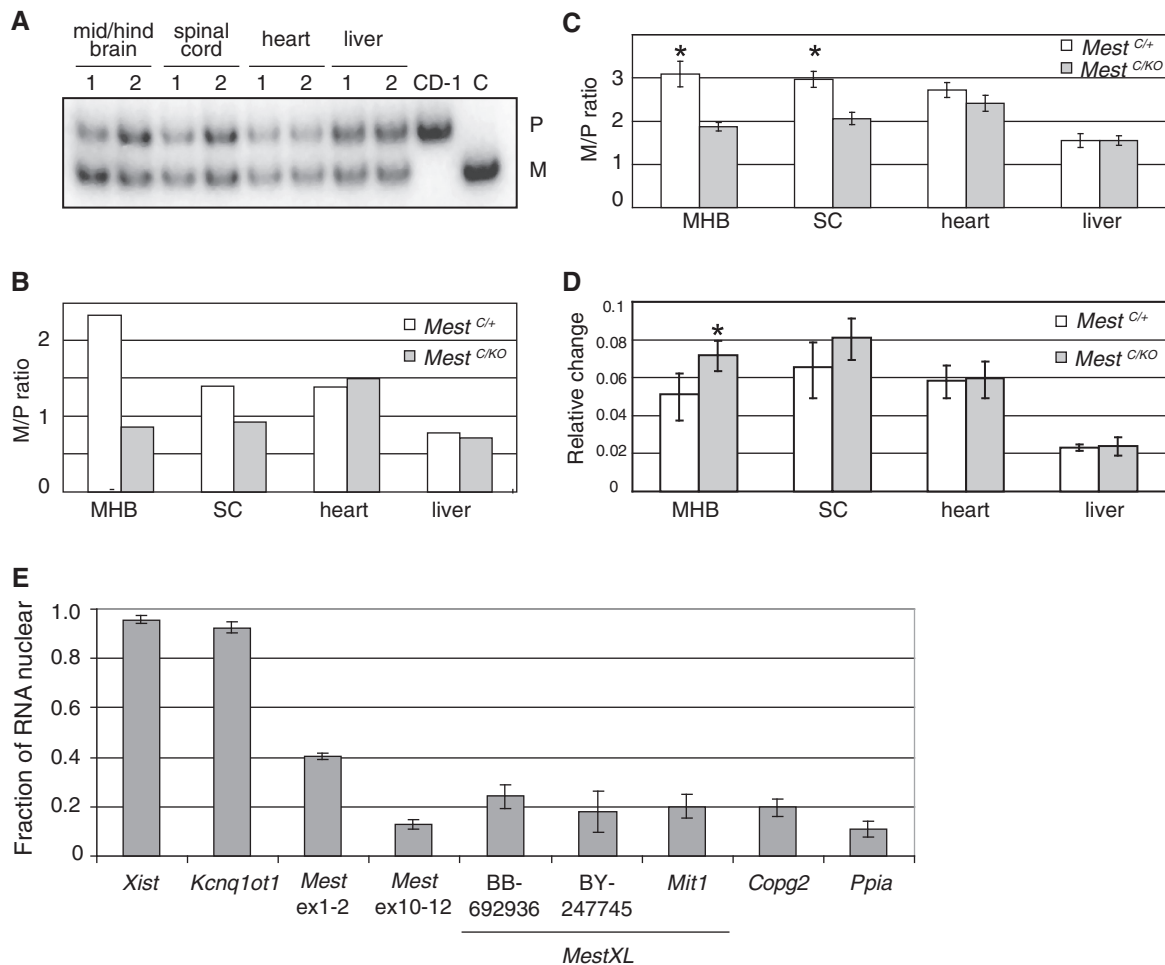 A
mid/hind brain
spinal cord
heart
liver
1 2 1 2 1 2 1 2 CD-1 C
P
M
B
M/P ratio
2
1
0
Mest C/+
Mest C/KO
MHB SC heart liver
C
M/P ratio
3
2
1
0
* *
Mest C/+
Mest C/KO
MHB SC heart liver
D
Relative change
0.1
0.08
0.06
0.04
0.02
0
*
Mest C/+
Mest C/KO
MHB SC heart liver
E
Fraction of RNA nuclear
1.0
0.8
0.6
0.4
0.2
0
Xist
Kcnq1ot1
Mest
ex1-2
Mest
ex10-12
BB-
692936
BY-
247745
Mit1
Copg2
Ppia
MestXL